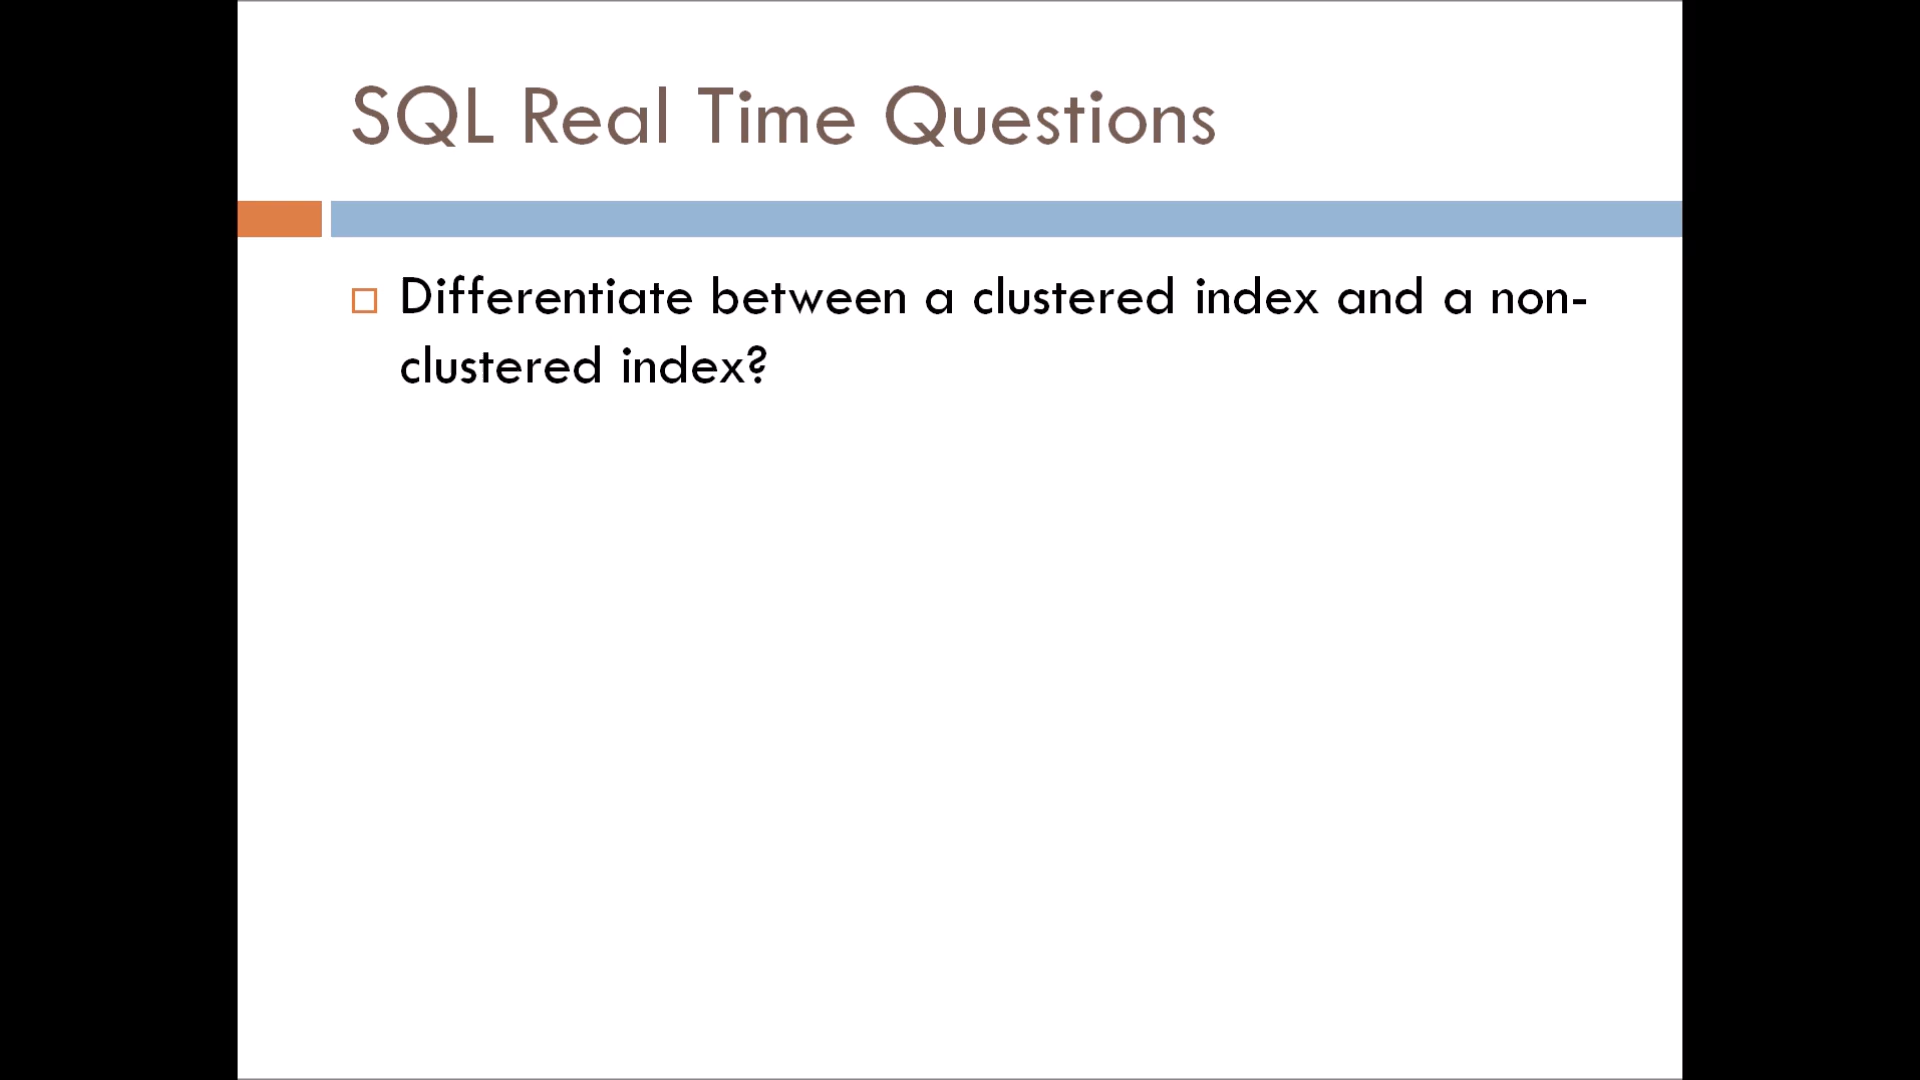 SQL Real Time Questions
Differentiate between a clustered index and a non-
clustered index?